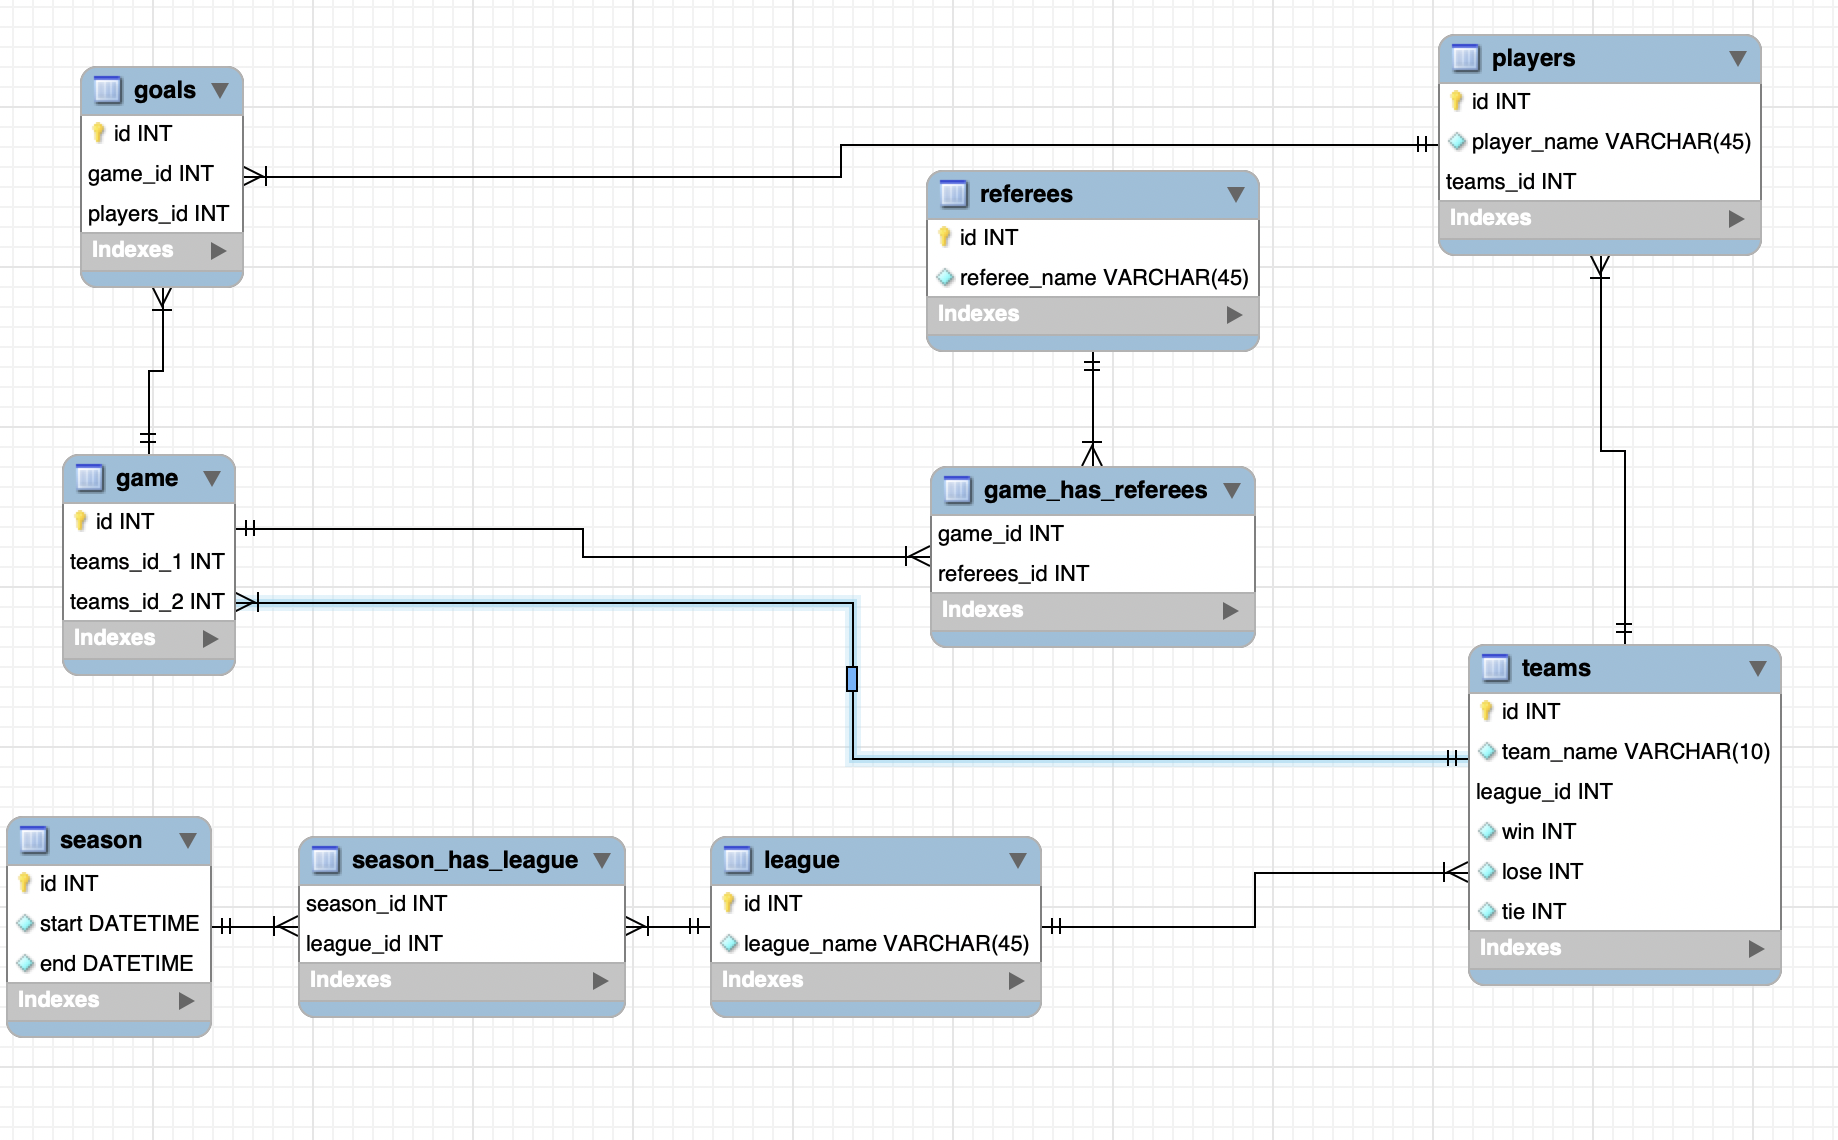 goals
id INT
game_id INT
players_id INT
Indexes
players
id INT
player_name VARCHAR(45)
teams_id INT
Indexes
referees
id INT
referee_name VARCHAR(45)
Indexes
game
id INT
teams_id_1 INT
teams_id_2 INT
Indexes
game_has_referees
game_id INT
referees_id INT
Indexes
teams
id INT
team_name VARCHAR(10)
league_id INT
win INT
lose INT
tie INT
Indexes
season
id INT
start DATETIME
end DATETIME
Indexes
season_has_league
season_id INT
league_id INT
Indexes
league
id INT
league_name VARCHAR(45)
Indexes